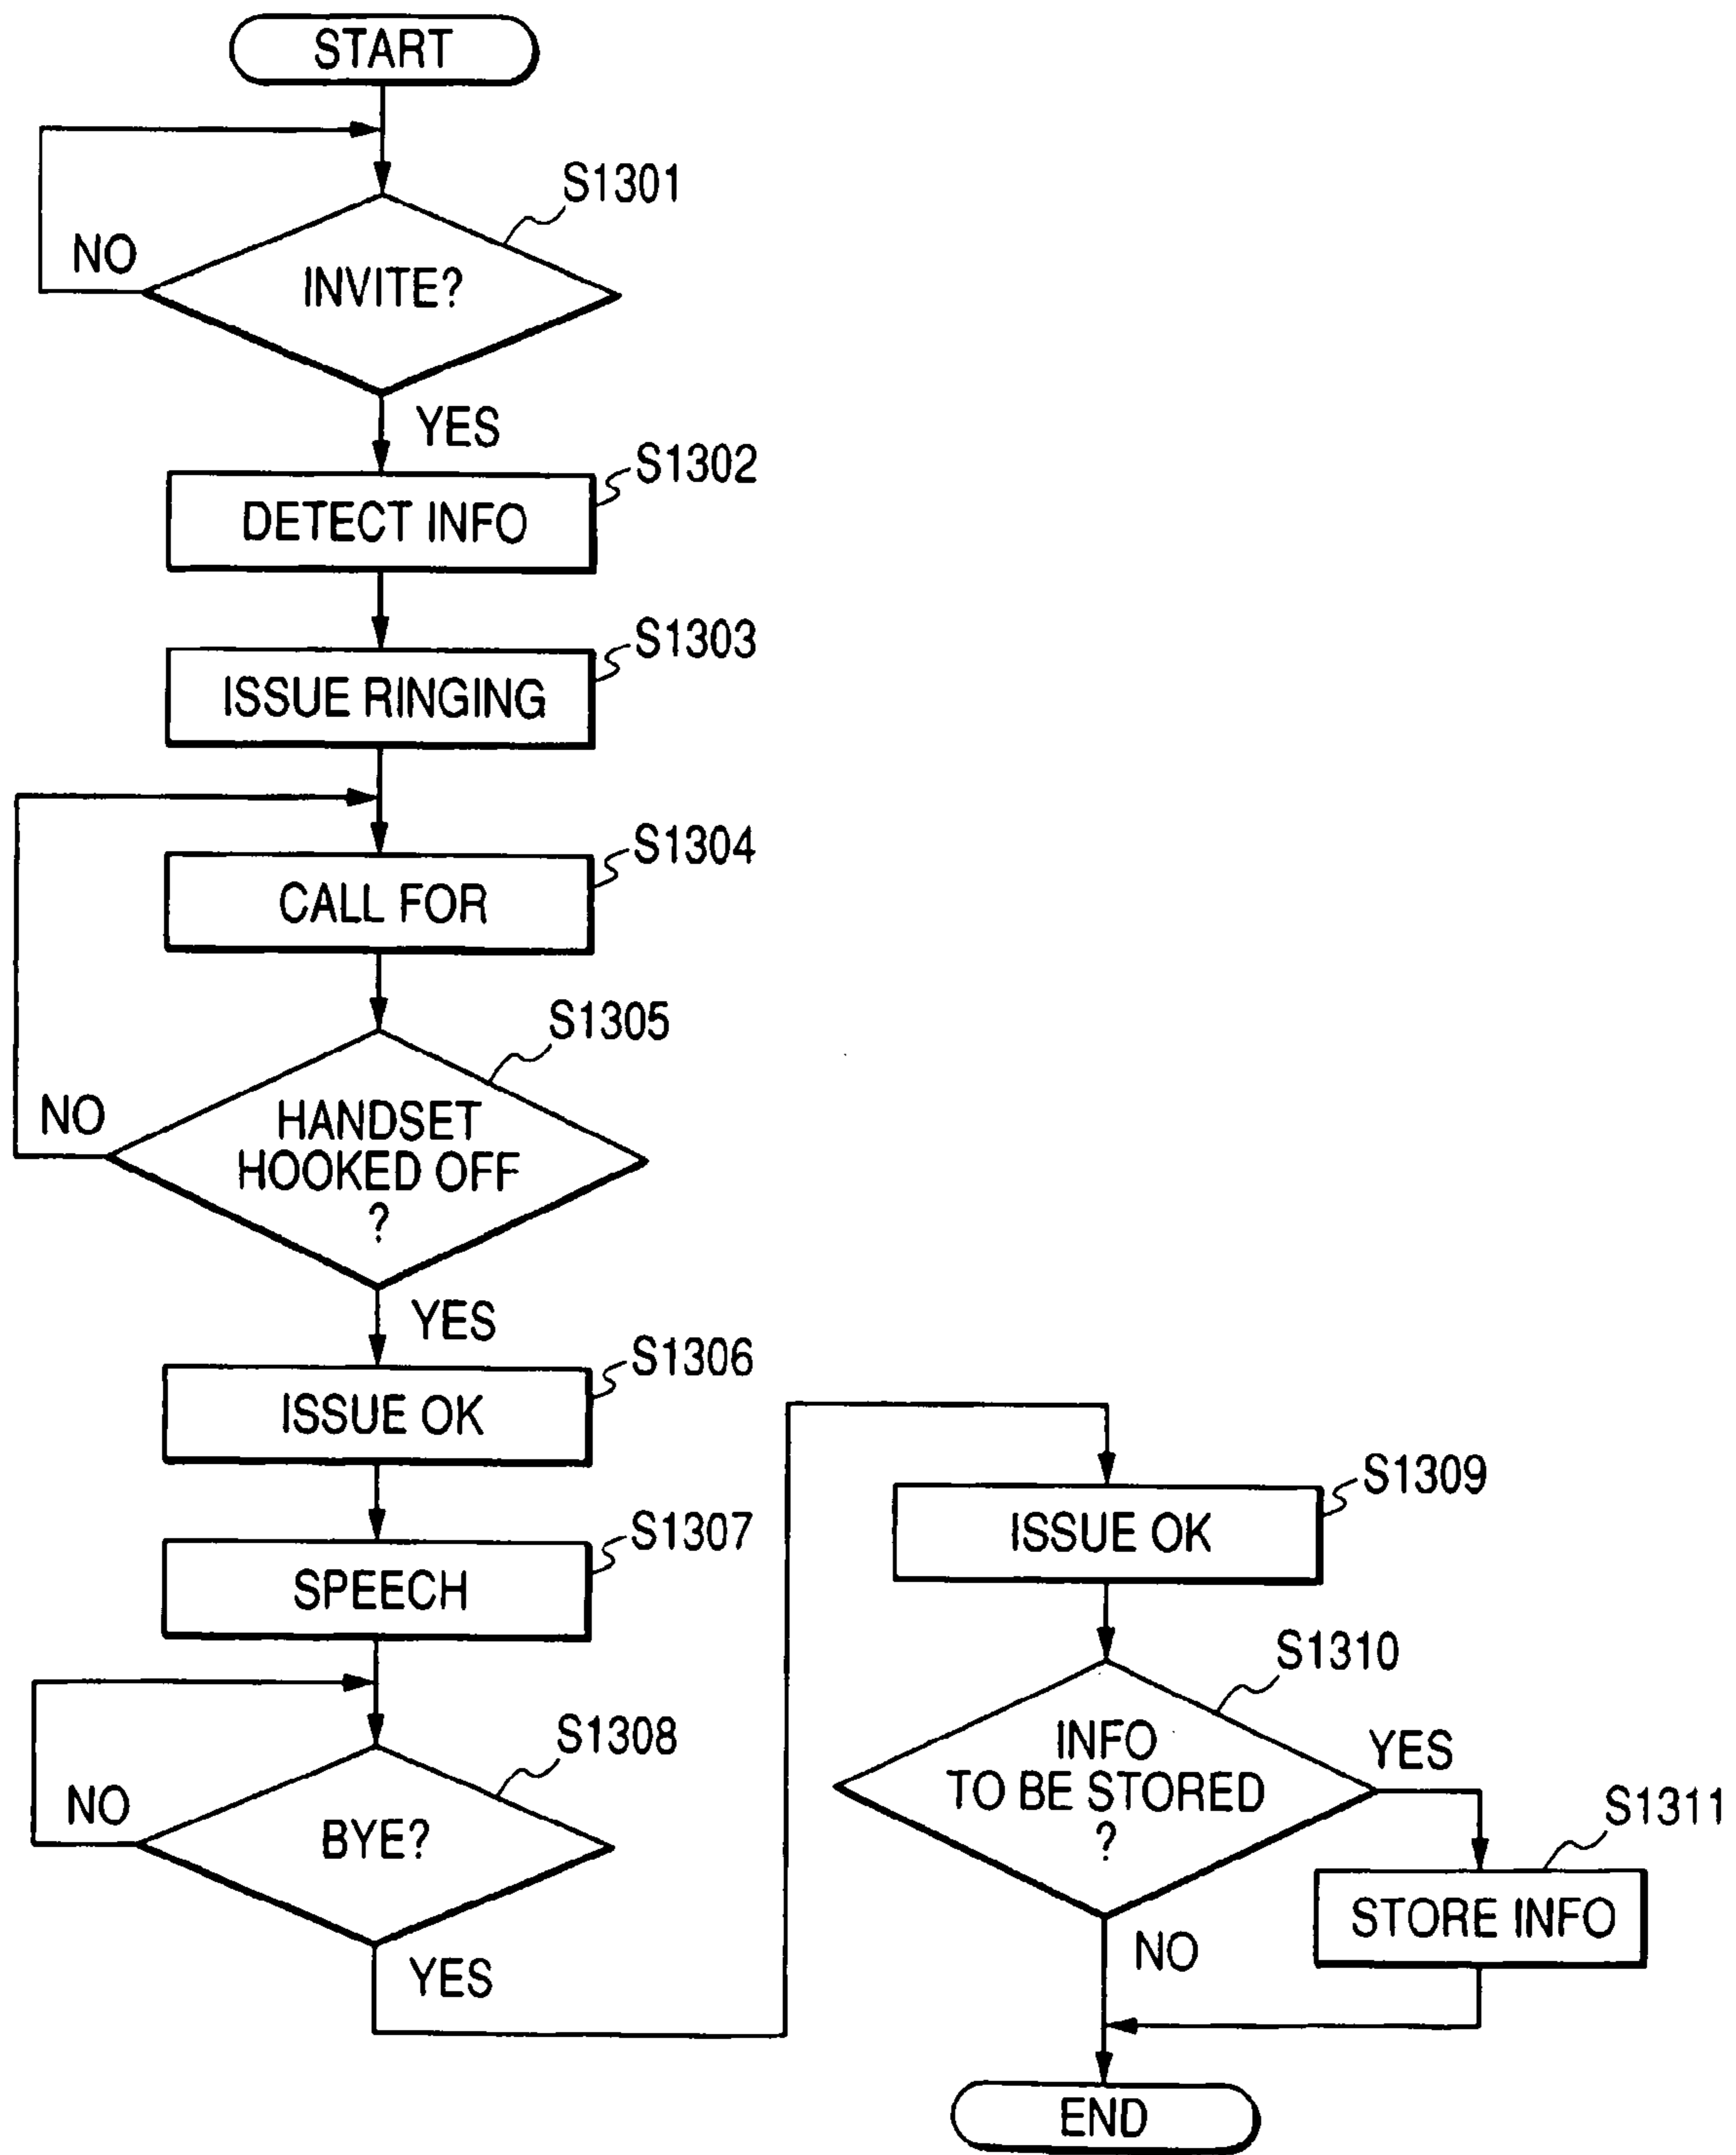 START
S1301
NO
INVITE?
YES
S1302
DETECT INFO
S1303
ISSUE RINGING
S1304
CALL FOR
S1305
NO
HANDSET
HOOKED OFF
?
YES
S1306
ISSUE OK
S1307
SPEECH
S1308
NO
BYE?
YES
S1309
ISSUE OK
S1310
INFO
TO BE STORED
?
YES
S1311
STORE INFO
NO
END